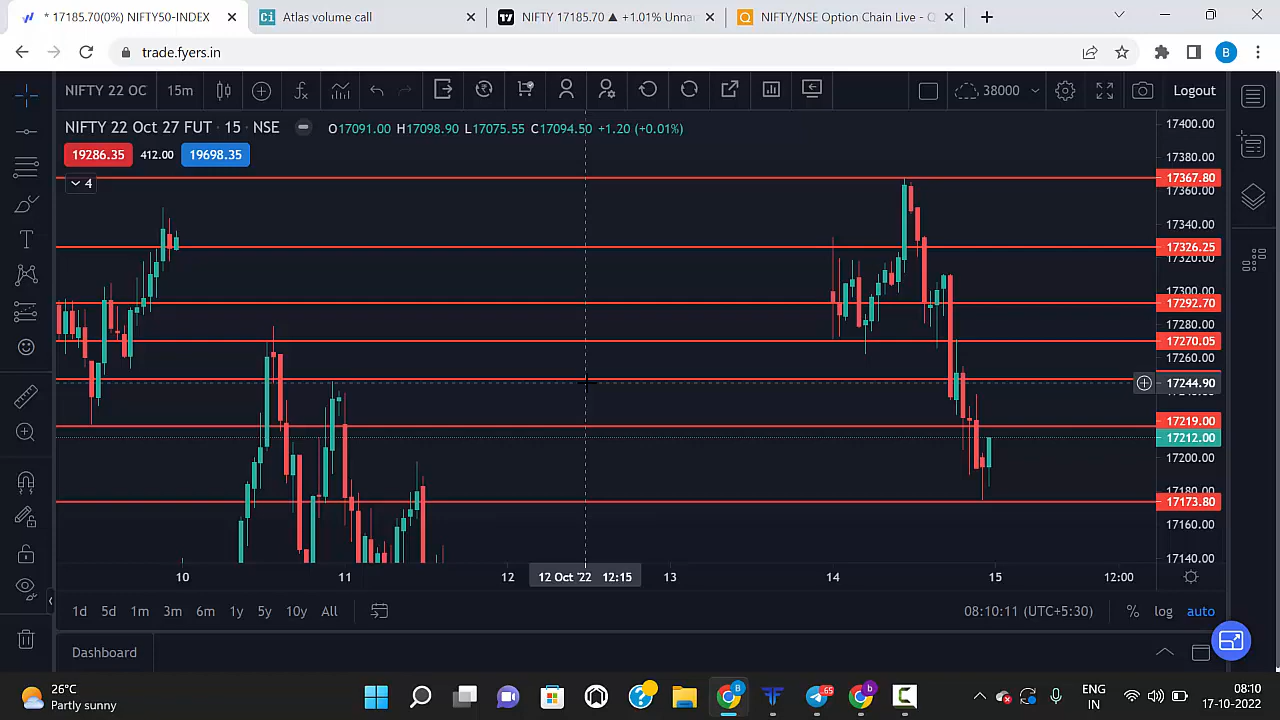 * 17185.70(0%) NIFTY50-INDEX
Ci Atlas volume call
NIFTY 17185.70 ▲ +1.01% Unna
NIFTY/NSE Option Chain Live - Q
trade.fyers.in
B
NIFTY 22 OC 15m 38000 Logout
NIFTY 22 Oct 27 FUT · 15 · NSE O17091.00 H17098.90 L17075.55 C17094.50 +1.20 (+0.01%)
19286.35 412.00 19698.35
4
17400.00
17380.00
17367.80
17360.00
17340.00
17326.25
17320.00
17300.00
17292.70
17280.00
17270.05
17260.00
17244.90
17219.00
17212.00
17200.00
17180.00
17173.80
17160.00
17140.00
10 11 12 12 Oct '22 12:15 13 14 15 12:00
1d 5d 1m 3m 6m 1y 5y 10y All 08:10:11 (UTC+5:30) % log auto
Dashboard
26°C
Partly sunny
65
ENG
IN
08:10
17-10-2022